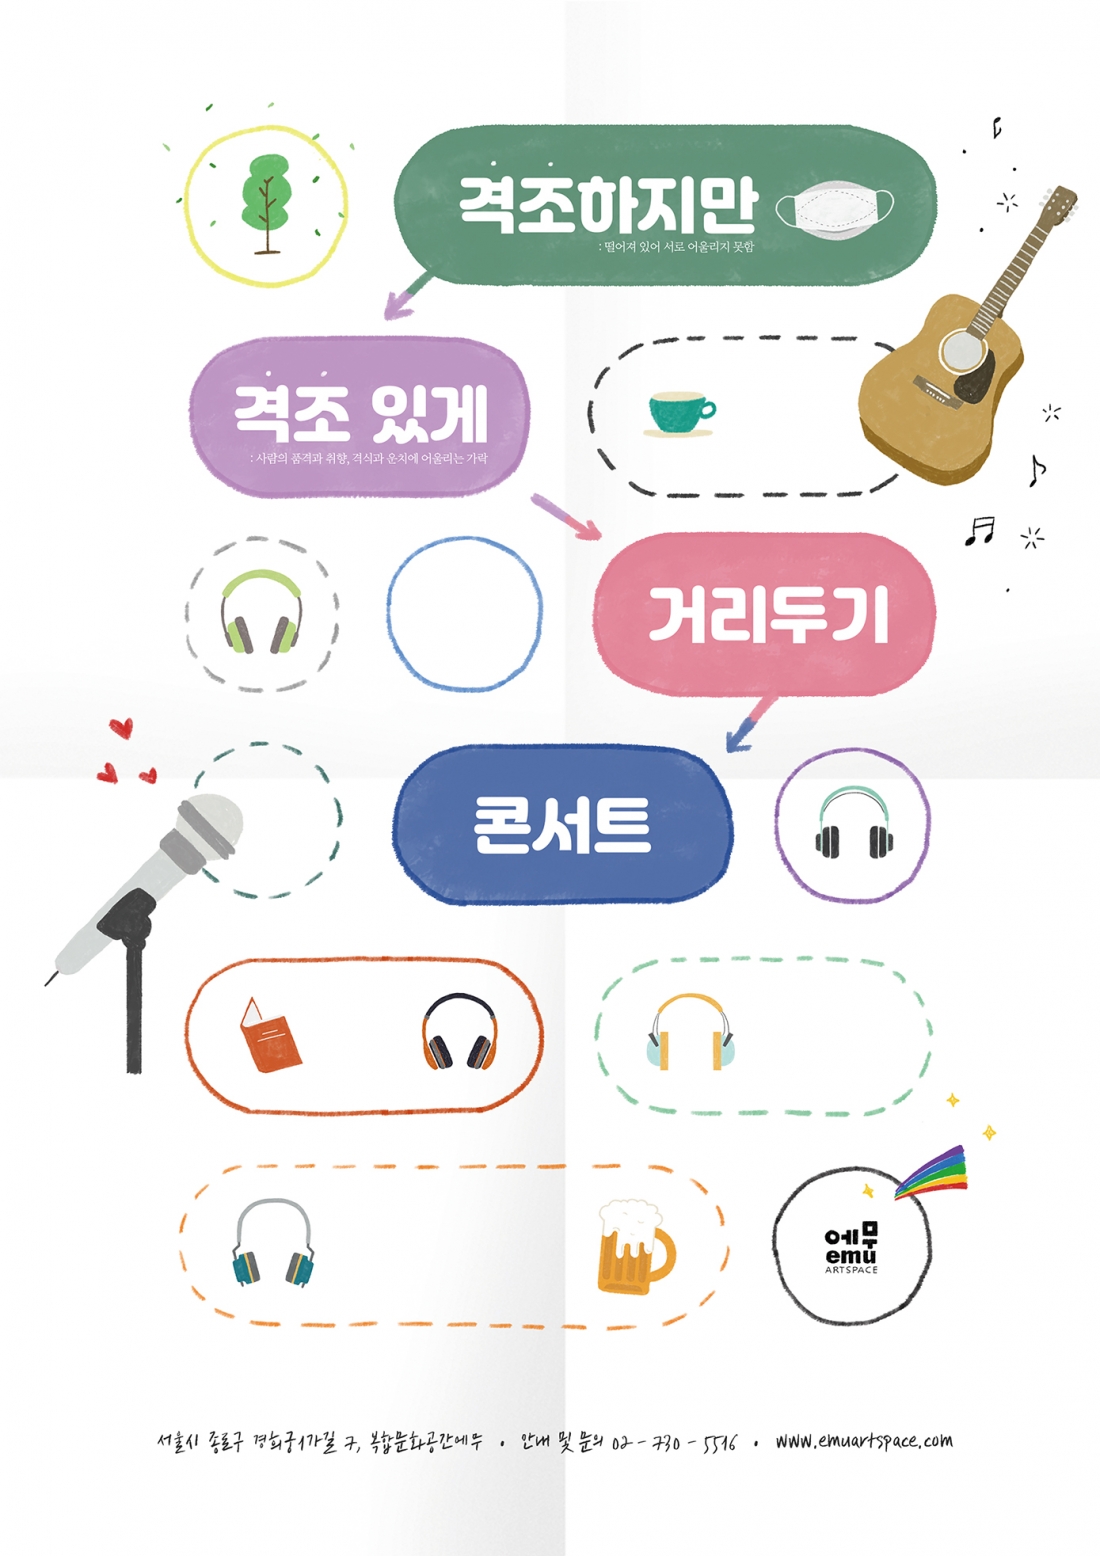 격조하지만
: 떨어져 있어 서로 어울리지 못함
격조 있게
: 사람의 품격과 취향, 격식과 운치에 어울리는 가락
거리두기
콘서트
에무
emu
ARTSPACE
서울시 종로구 경희궁1가길 7, 복합문화공간에무 • 안내 및 문의 02-730-5516 • www.emuartspace.com